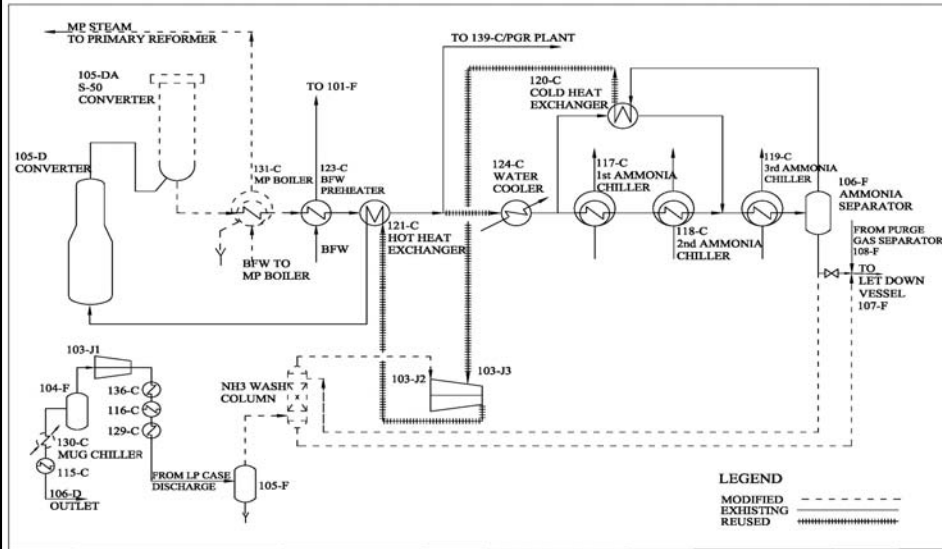 MP STEAM
TO PRIMARY REFORMER
105-DA
S-50
CONVERTER
105-D
CONVERTER
TO 101-F
131-C
MP BOILER
123-C
BFW
PREHEATER
BFW TO
MP BOILER
BFW
121-C
HOT HEAT
EXCHANGER
TO 139-C/PGR PLANT
120-C
COLD HEAT
EXCHANGER
124-C
WATER
COOLER
117-C
1st AMMONIA
CHILLER
118-C
2nd AMMONIA
CHILLER
119-C
3rd AMMONIA
CHILLER
106-F
AMMONIA
SEPARATOR
FROM PURGE
GAS SEPARATOR
108-F
TO
LET DOWN
VESSEL
107-F
103-J1
104-F
136-C
116-C
129-C
130-C
MUG CHILLER
115-C
106-D
OUTLET
FROM LP CASE
DISCHARGE
105-F
NH3 WASH
COLUMN
103-J2
103-J3
LEGEND
MODIFIED
EXHISTING
REUSED